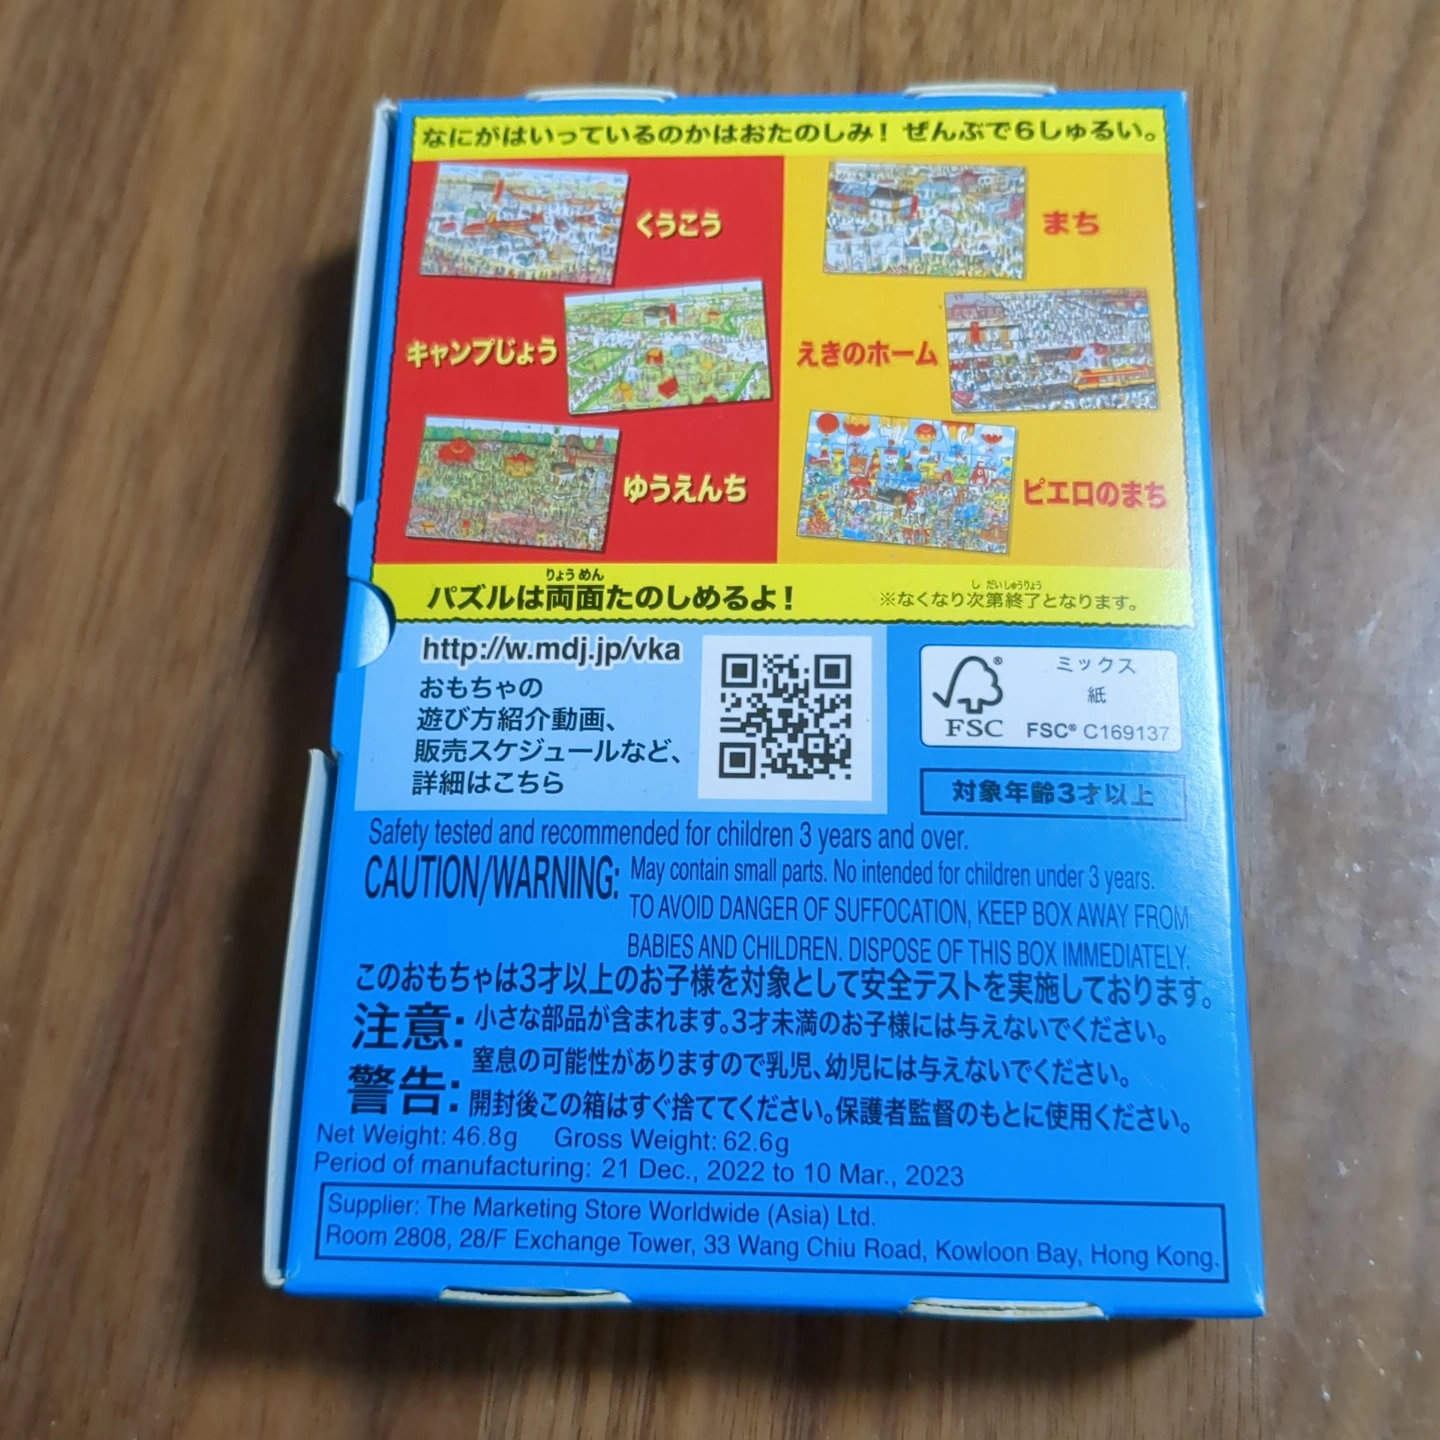 なにがはいっているのかはおたのしみ！ ぜんぶで6しゅるい。
くうこう
まち
キャンプじょう
えきのホーム
ゆうえんち
ピエロのまち
りょうめん
パズルは両面たのしめるよ！
し だいしゅうりょう
※なくなり次第終了となります。
http://w.mdj.jp/vka
おもちゃの
遊び方紹介動画、
販売スケジュールなど、
詳細はこちら
®
FSC
ミックス
紙
FSC® C169137
対象年齢3才以上
Safety tested and recommended for children 3 years and over.
CAUTION/WARNING: May contain small parts. No intended for children under 3 years.
TO AVOID DANGER OF SUFFOCATION, KEEP BOX AWAY FROM
BABIES AND CHILDREN. DISPOSE OF THIS BOX IMMEDIATELY.
このおもちゃは3才以上のお子様を対象として安全テストを実施しております。
注意: 小さな部品が含まれます。3才未満のお子様には与えないでください。
警告: 窒息の可能性がありますので乳児、幼児には与えないでください。
開封後この箱はすぐ捨ててください。保護者監督のもとに使用ください。
Net Weight: 46.8g Gross Weight: 62.6g
Period of manufacturing: 21 Dec., 2022 to 10 Mar., 2023
Supplier: The Marketing Store Worldwide (Asia) Ltd.
Room 2808, 28/F Exchange Tower, 33 Wang Chiu Road, Kowloon Bay, Hong Kong.